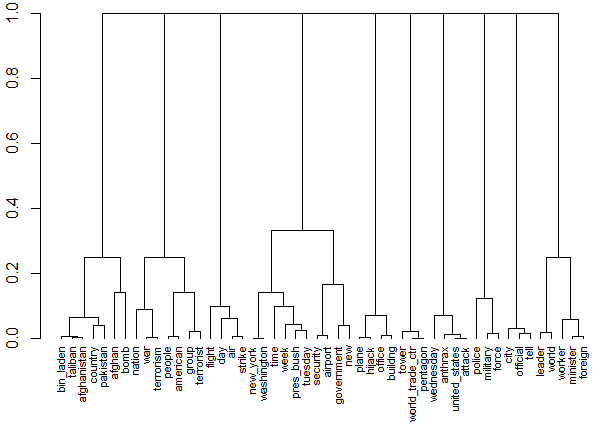 1.0
0.8
0.6
0.4
0.2
0.0
bin_laden
taliban
afghanistan
country
pakistan
afghan
bomb
nation
war
terrorism
people
american
group
terrorist
flight
day
air
strike
new_york
washington
time
week
pres_bush
tuesday
security
airport
government
new
plane
hijack
office
building
tower
world_trade_ctr
pentagon
wednesday
anthrax
united_states
attack
police
military
force
city
official
tell
leader
world
worker
minister
foreign